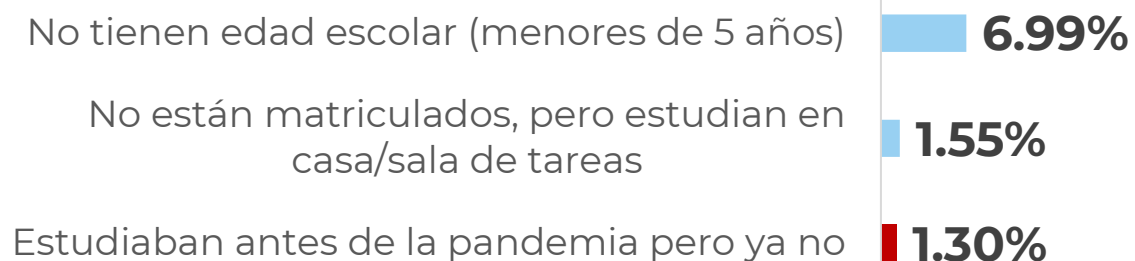 No tienen edad escolar (menores de 5 años) 6.99%
No están matriculados, pero estudian en
casa/sala de tareas 1.55%
Estudiaban antes de la pandemia pero ya no 1.30%